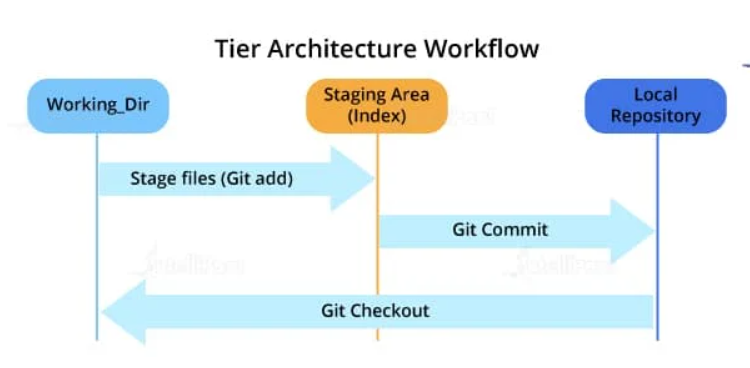 Tier Architecture Workflow
Working_Dir
Staging Area
(Index)
Local
Repository
Stage files (Git add)
Git Commit
Git Checkout